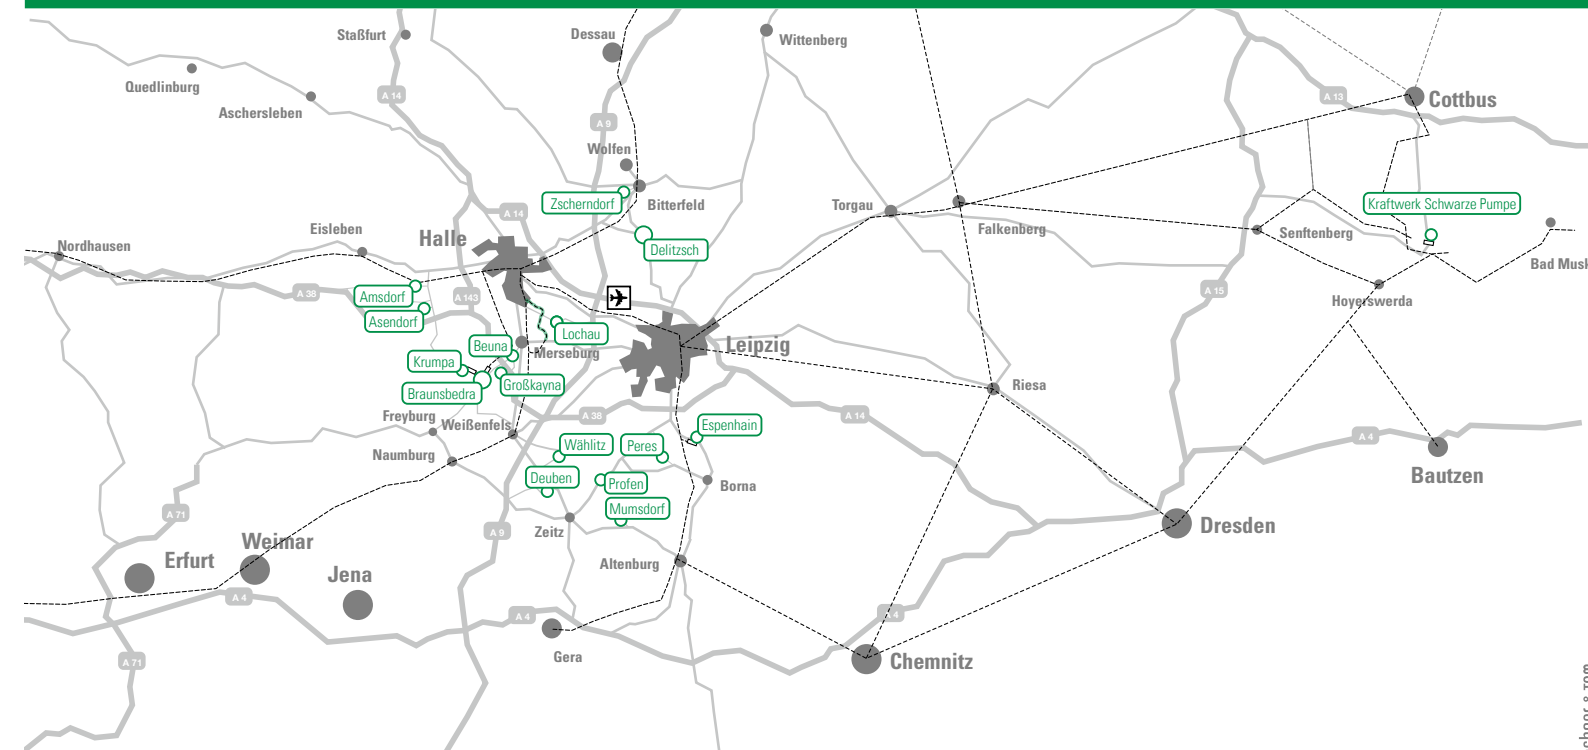 Staßfurt
Dessau
Wittenberg
Quedlinburg
Aschersleben
A 14
A 9
A 13
Cottbus
Wolfen
Bitterfeld
Zscherndorf
Torgau
Falkenberg
Kraftwerk Schwarze Pumpe
Senftenberg
Bad Musk
A 14
Eisleben
Halle
Nordhausen
Delitzsch
A 38
Amsdorf
Asendorf
A 143
A 15
Hoyerswerda
Lochau
Beuna
Merseburg
Leipzig
Krumpa
Großkayna
Braunsbedra
Riesa
Freyburg
Weißenfels
A 38
A 14
Espenhain
A 4
Naumburg
Wählitz
Peres
Deuben
Profen
Borna
Bautzen
Mumsdorf
A 71
A 9
Zeitz
Dresden
Weimar
Erfurt
Jena
Altenburg
A 4
A 4
A 4
Gera
A 71
Chemnitz